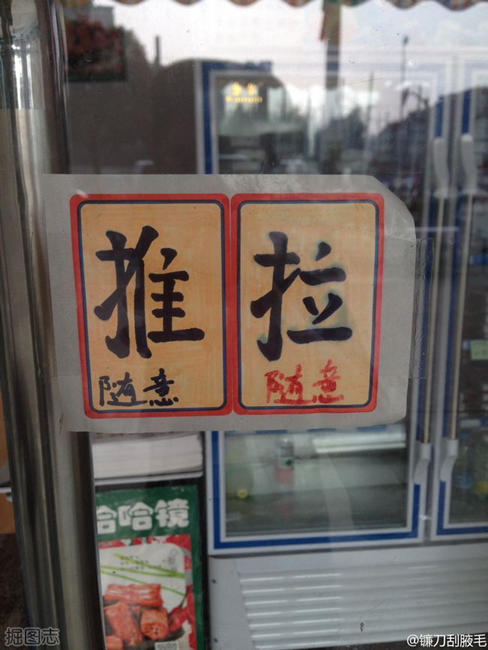 推 拉
随意 随意
哈哈镜
掘图志
@镰刀刮腋毛